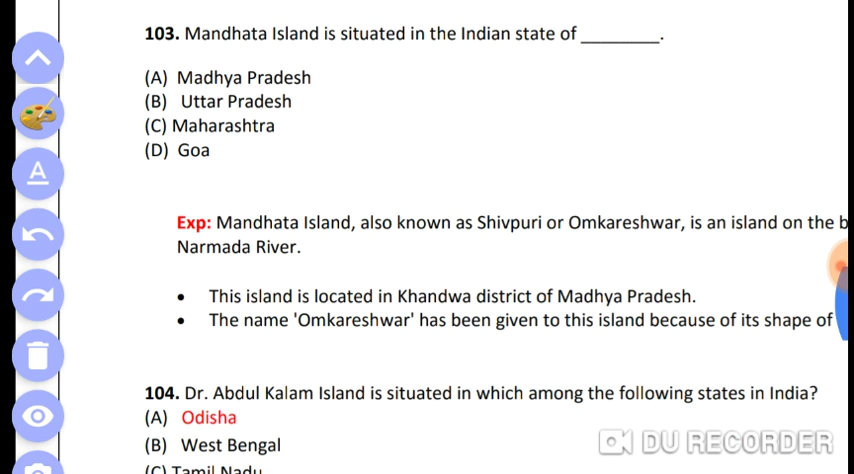 103. Mandhata Island is situated in the Indian state of ________.
(A) Madhya Pradesh
(B) Uttar Pradesh
(C) Maharashtra
(D) Goa
Exp: Mandhata Island, also known as Shivpuri or Omkareshwar, is an island on the
Narmada River.
• This island is located in Khandwa district of Madhya Pradesh.
• The name 'Omkareshwar' has been given to this island because of its shape of
104. Dr. Abdul Kalam Island is situated in which among the following states in India?
(A) Odisha
(B) West Bengal
(C) Tamil Nadu
A
DU RECORDER